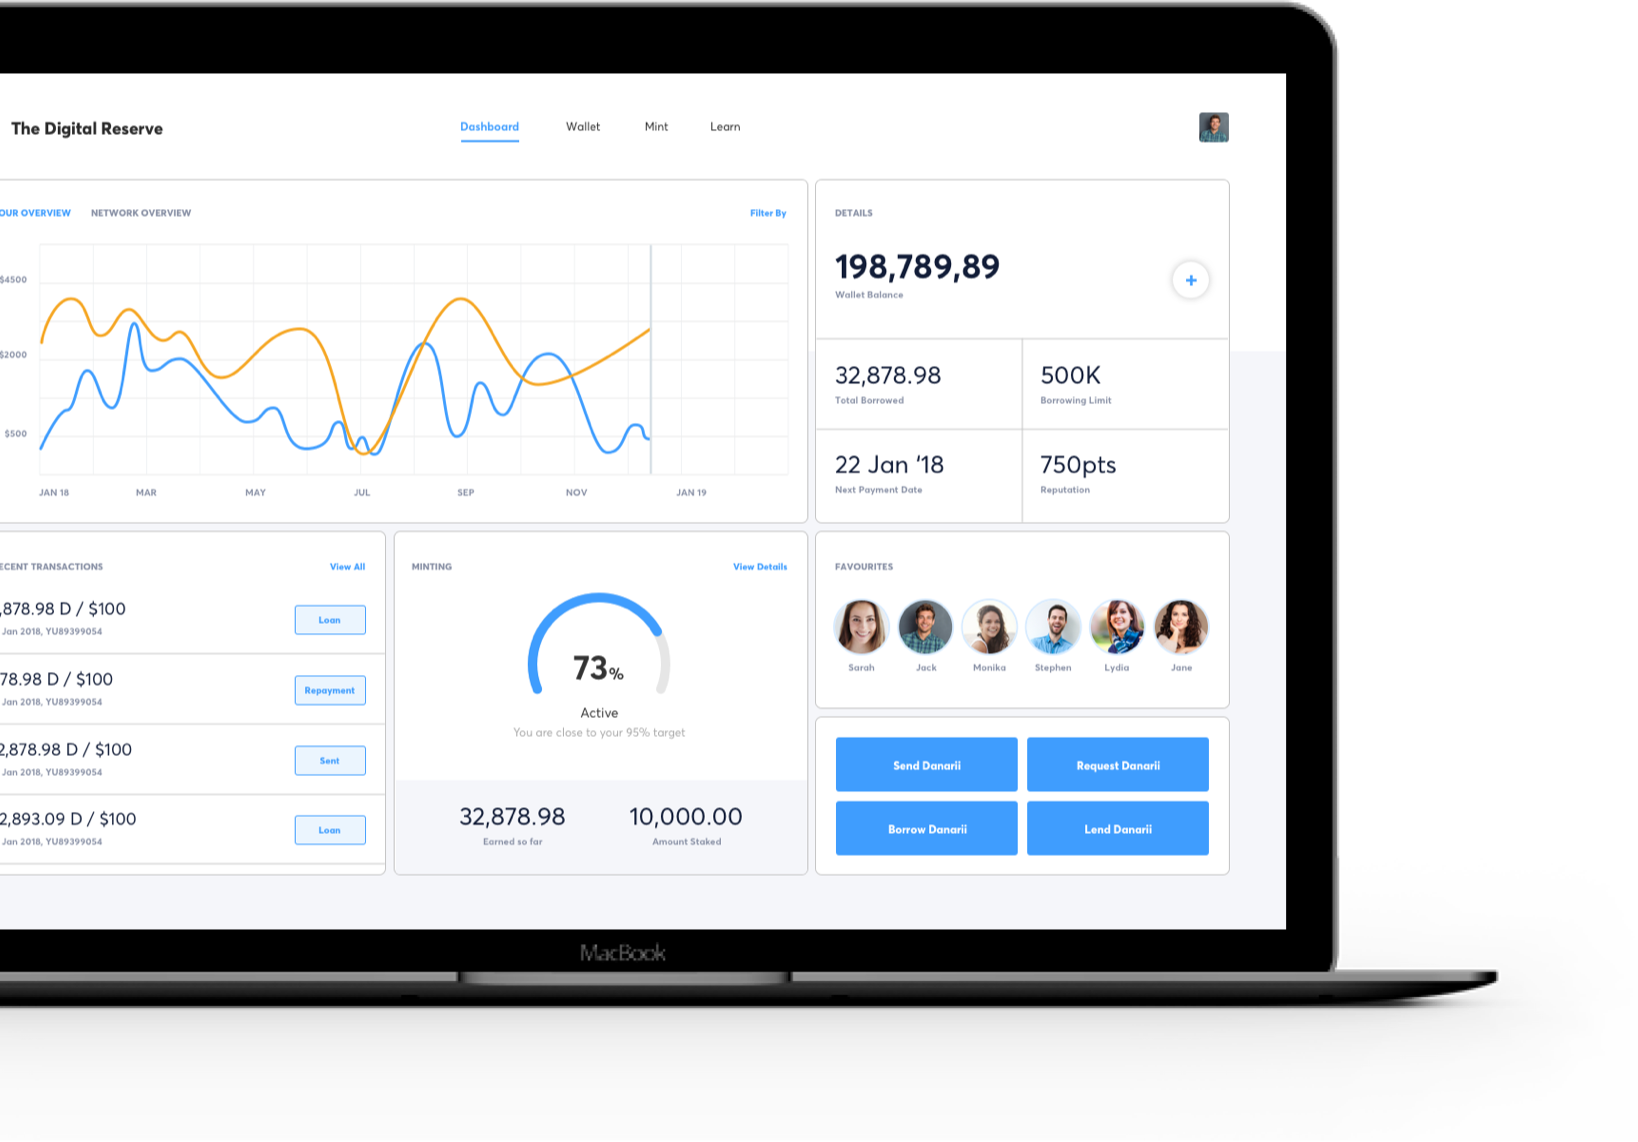 The Digital Reserve
Dashboard Wallet Mint Learn
OUR OVERVIEW NETWORK OVERVIEW Filter By
$4500
$2000
$500
JAN 18 MAR MAY JUL SEP NOV JAN 19
DETAILS
198,789,89
Wallet Balance
+
32,878.98 500K
Total Borrowed Borrowing Limit
22 Jan ‘18 750pts
Next Payment Date Reputation
ECENT TRANSACTIONS View All
,878.98 D / $100
Jan 2018, YU89399054
Loan
78.98 D / $100
Jan 2018, YU89399054
Repayment
2,878.98 D / $100
Jan 2018, YU89399054
Sent
2,893.09 D / $100
Jan 2018, YU89399054
Loan
MINTING View Details
73%
Active
You are close to your 95% target
32,878.98 10,000.00
Earned so far Amount Staked
FAVOURITES
Sarah Jack Monika Stephen Lydia Jane
Send Danarii Request Danarii
Borrow Danarii Lend Danarii
MacBook